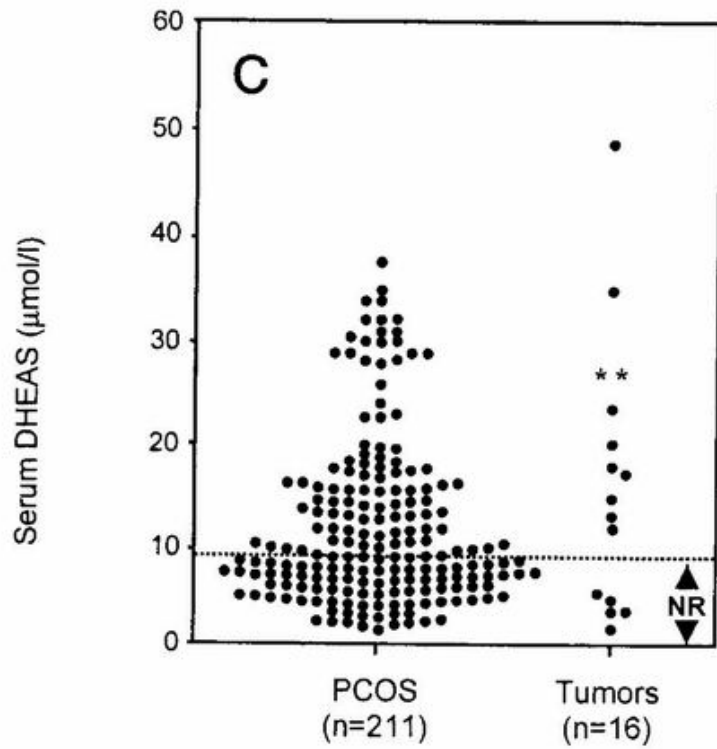 60
C
50
40
30
20
10
0
Serum DHEAS (µmol/l)
**
NR
PCOS
(n=211)
Tumors
(n=16)